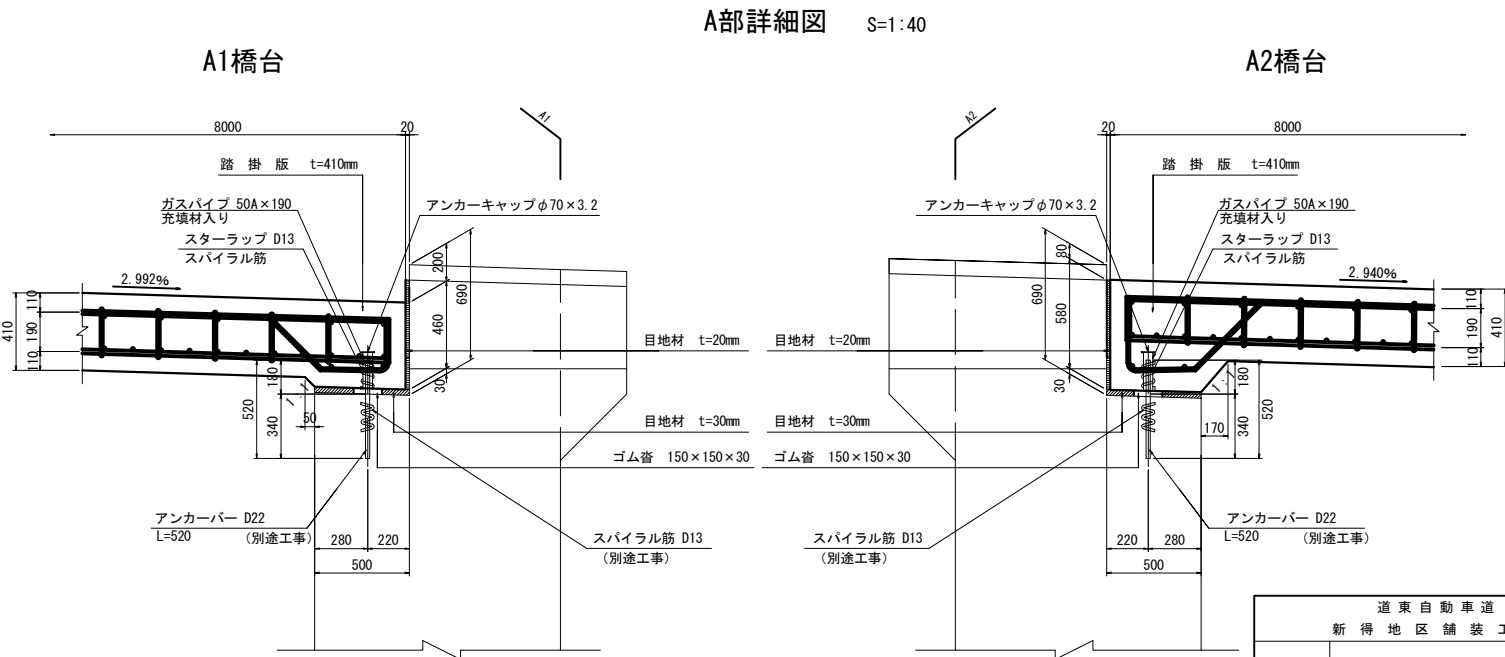 A部詳細図 S=1:40
A1橋台
A2橋台
A1
A2
8000
20
20
8000
踏 掛 版 t=410mm
踏 掛 版 t=410mm
ガスパイプ 50A×190
充填材入り
アンカーキャップφ70×3.2
アンカーキャップφ70×3.2
ガスパイプ 50A×190
充填材入り
スターラップ D13
スパイラル筋
スターラップ D13
スパイラル筋
2.992%
2.940%
410
110
190
110
200
690
460
30
80
690
580
30
110
190
110
410
目地材 t=20mm
目地材 t=20mm
180
520
340
1:1
50
180
520
340
1:1
170
目地材 t=30mm
目地材 t=30mm
ゴム沓 150×150×30
ゴム沓 150×150×30
アンカーバー D22
L=520 (別途工事)
スパイラル筋 D13
(別途工事)
スパイラル筋 D13
(別途工事)
アンカーバー D22
L=520 (別途工事)
280
220
500
220
280
500
道東自動車道
新得地区舗装工